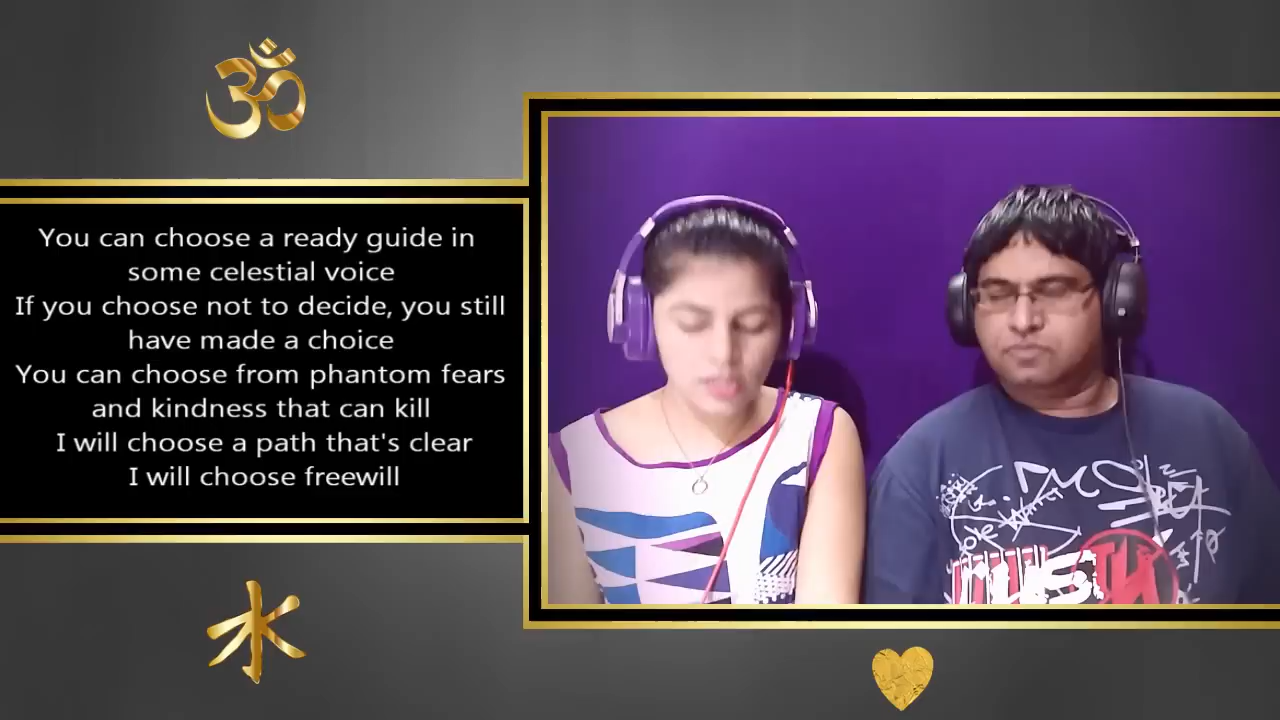 ॐ
You can choose a ready guide in
some celestial voice
If you choose not to decide, you still
have made a choice
You can choose from phantom fears
and kindness that can kill
I will choose a path that's clear
I will choose freewill